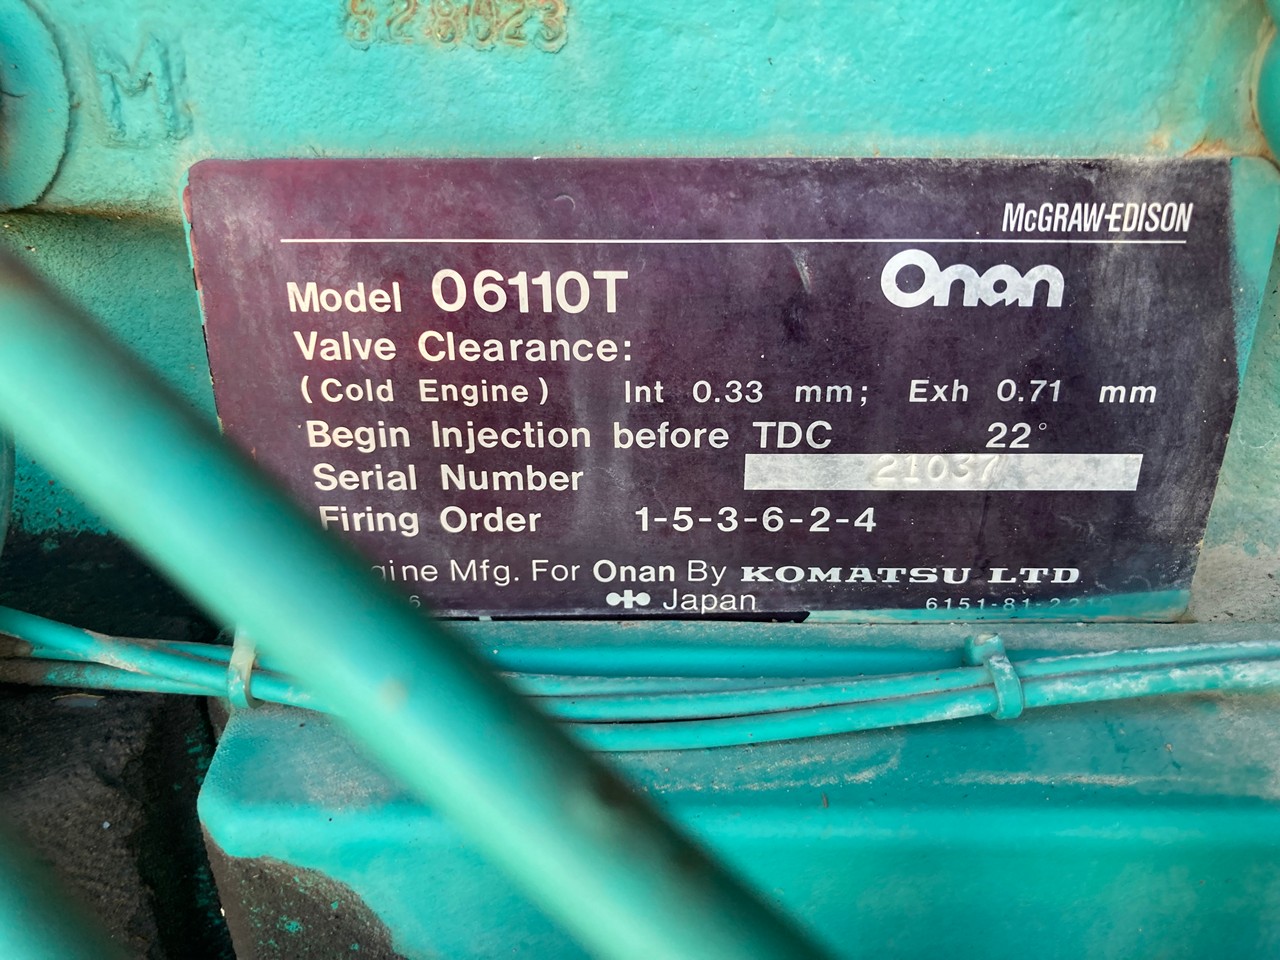 828023
M
McGRAW-EDISON
Onan
Model 06110T
Valve Clearance:
(Cold Engine) Int 0.33 mm; Exh 0.71 mm
Begin Injection before TDC 22°
Serial Number 21037
Firing Order 1-5-3-6-2-4
Mfg. For Onan By KOMATSU LTD
Japan